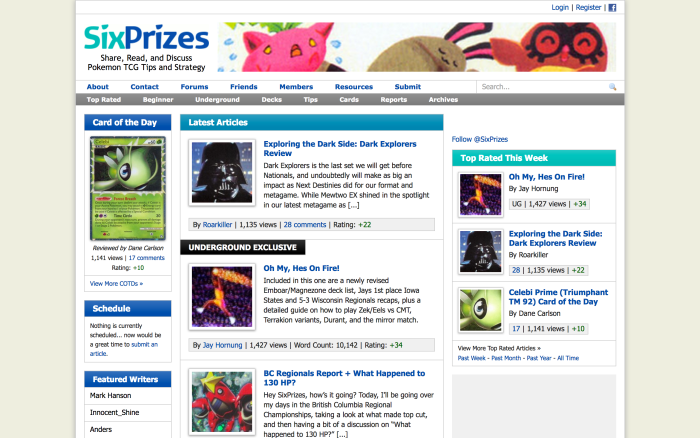 Login | Register |
SixPrizes
Share, Read, and Discuss
Pokemon TCG Tips and Strategy
About Contact Forums Friends Members Resources Submit Search...
Top Rated Beginner Underground Decks Tips Cards Reports Archives
Card of the Day
Celebi
Reviewed by Dane Carlson
1,141 views | 17 comments
Rating: +10
View More COTDs »
Schedule
Nothing is currently
scheduled... now would be
a great time to submit an
article.
Featured Writers
Mark Hanson
Innocent_Shine
Anders
Latest Articles
Exploring the Dark Side: Dark Explorers
Review
Dark Explorers is the last set we will get before
Nationals, and undoubtedly will make as big an
impact as Next Destinies did for our format and
metagame. While Mewtwo EX shined in the spotlight
in our latest metagame as [...]
By Roarkiller | 1,135 views | 28 comments | Rating: +22
UNDERGROUND EXCLUSIVE
Oh My, Hes On Fire!
Included in this one are a newly revised
Emboar/Magnezone deck list, Jays 1st place Iowa
States and 5-3 Wisconsin Regionals recaps, plus a
detailed guide on how to play Zek/Eels vs CMT,
Terrakion variants, Durant, and the mirror match.
By Jay Hornung | 1,427 views | Word Count: 10,142 | Rating: +34
BC Regionals Report + What Happened to
130 HP?
Hey SixPrizes, how's it going? Today, I'll be going over
my days in the British Columbia Regional
Championships, taking a look at what made top cut,
and then having a bit of a discussion on "What
happened to 130 HP?" [...]
Follow @SixPrizes
Top Rated This Week
Oh My, Hes On Fire!
By Jay Hornung
UG | 1,427 views | +34
Exploring the Dark Side:
Dark Explorers Review
By Roarkiller
28 | 1,135 views | +22
Celebi Prime (Triumphant
TM 92) Card of the Day
By Dane Carlson
17 | 1,141 views | +10
View More Top Rated Articles »
Past Week - Past Month - Past Year - All Time